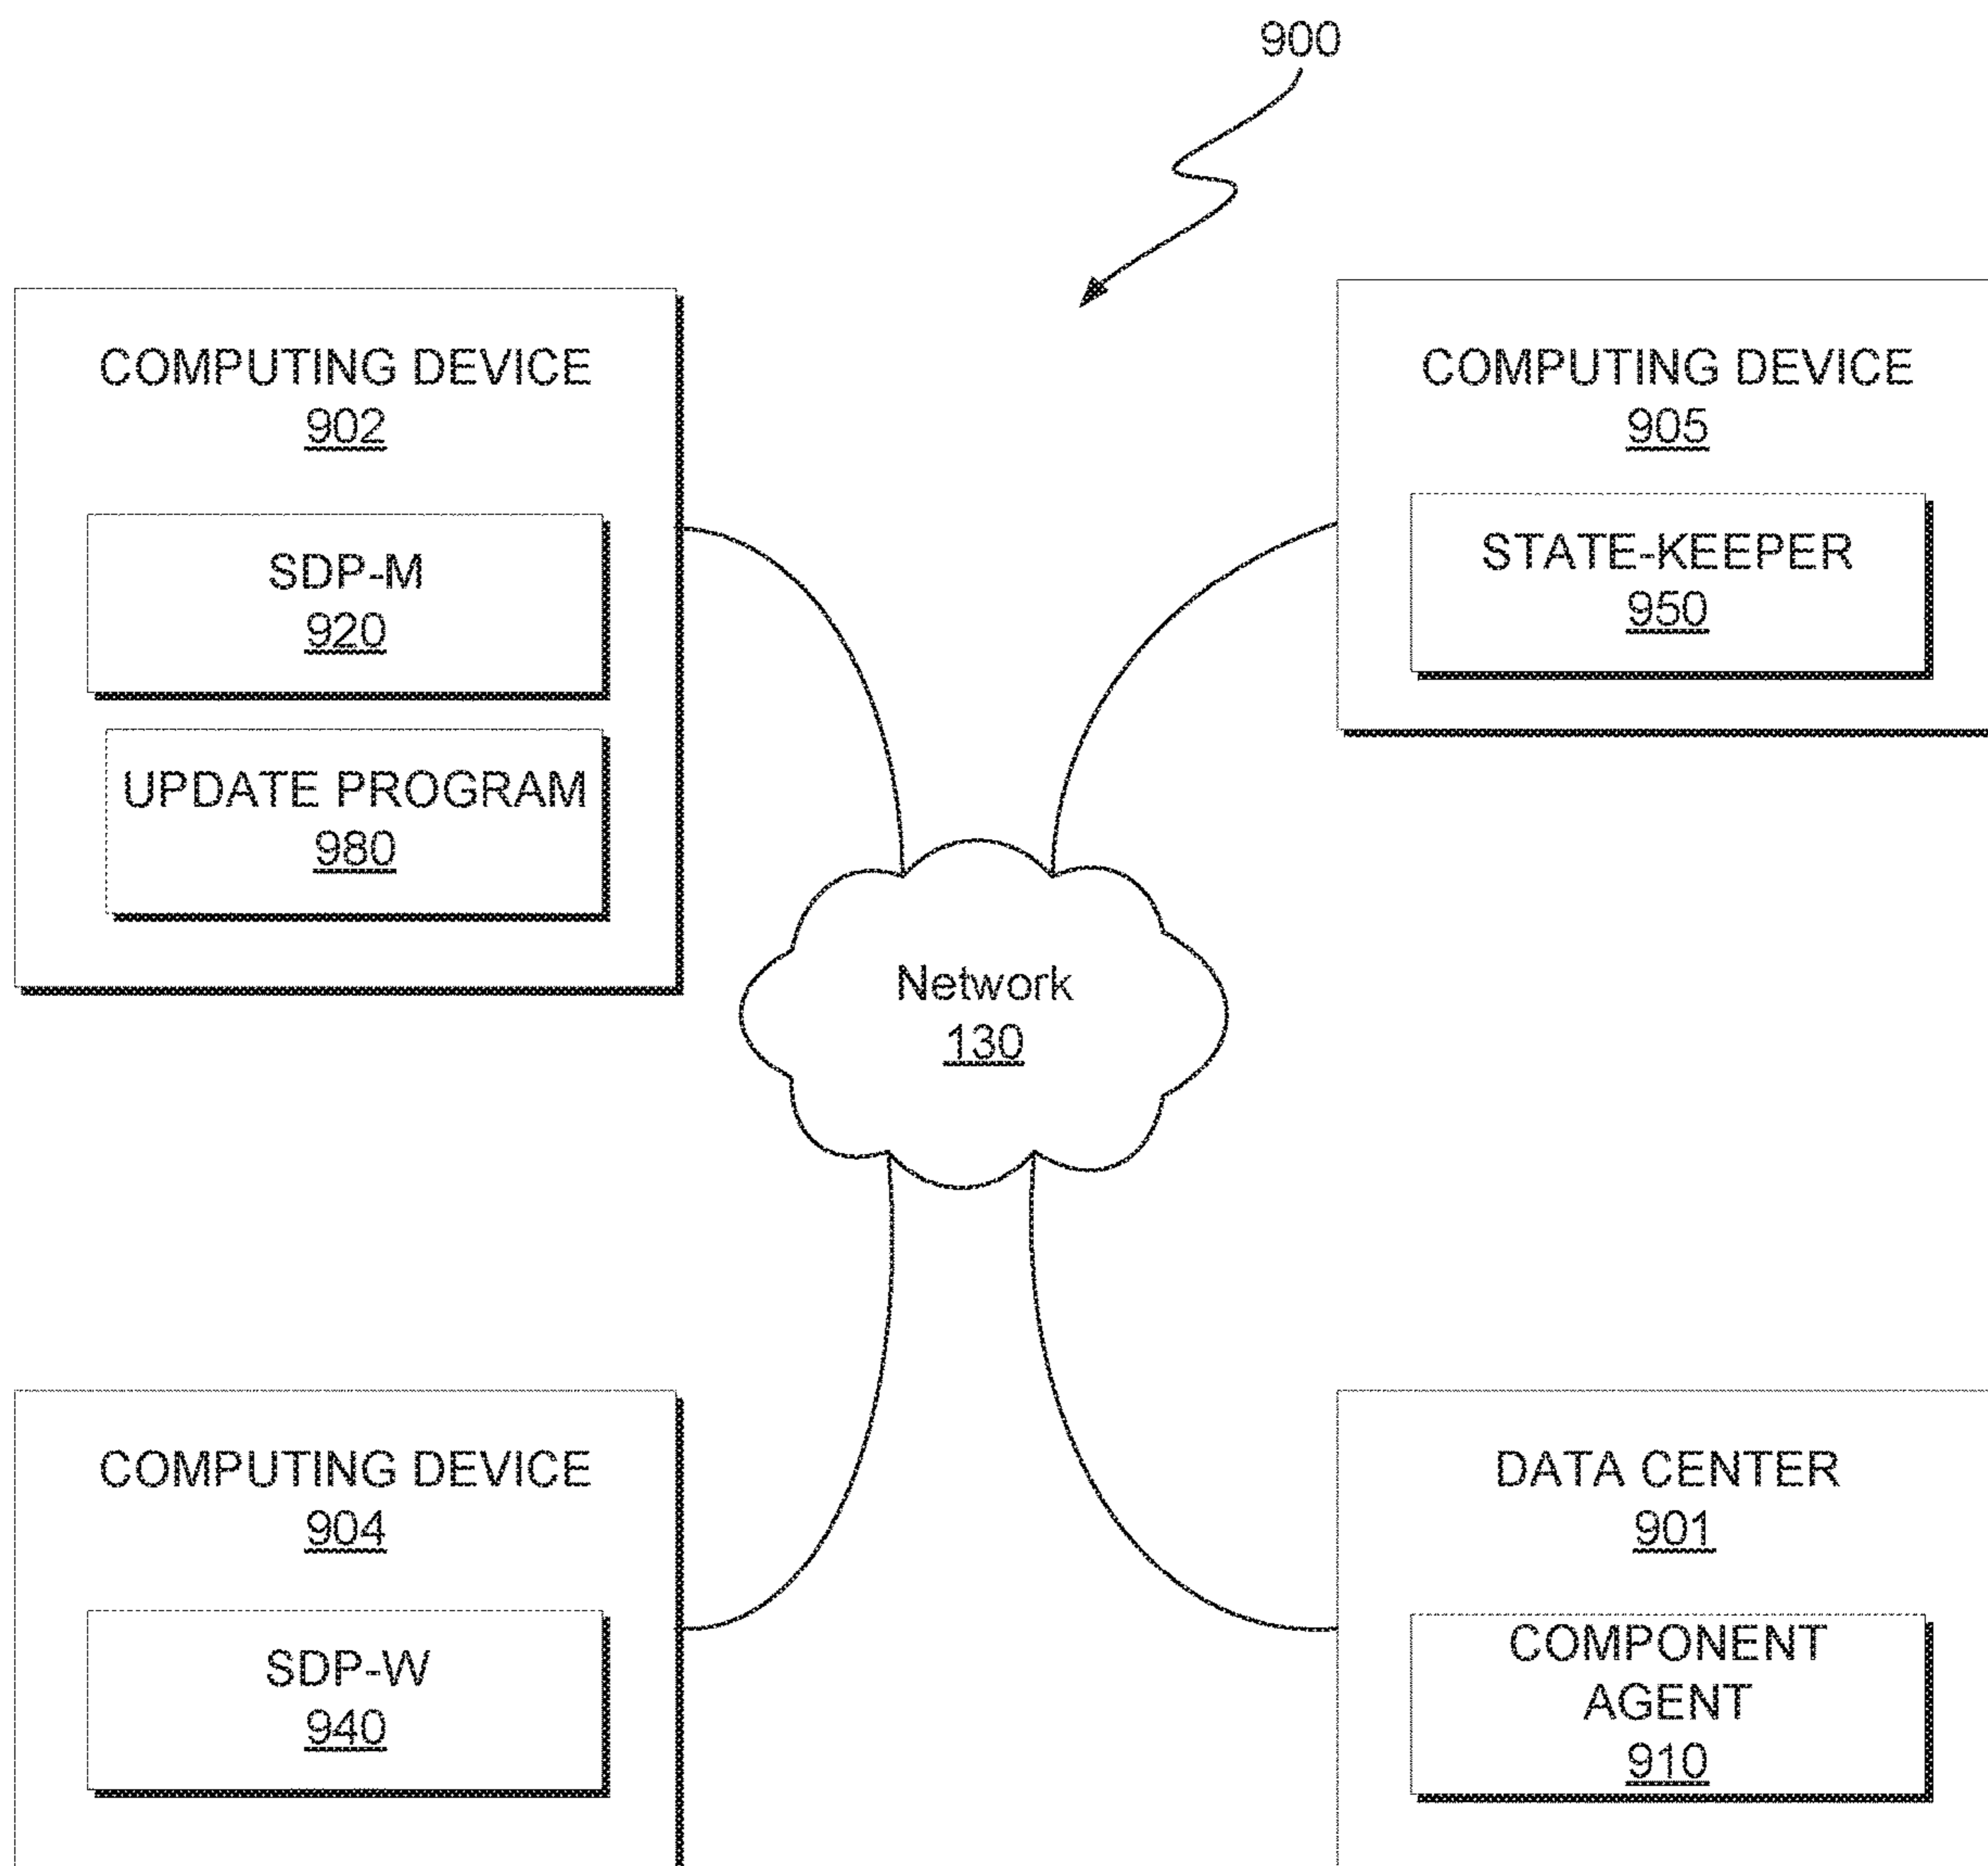 900
COMPUTING DEVICE
902
SDP-M
920
UPDATE PROGRAM
980
COMPUTING DEVICE
905
STATE-KEEPER
950
Network
130
COMPUTING DEVICE
904
SDP-W
940
DATA CENTER
901
COMPONENT
AGENT
910